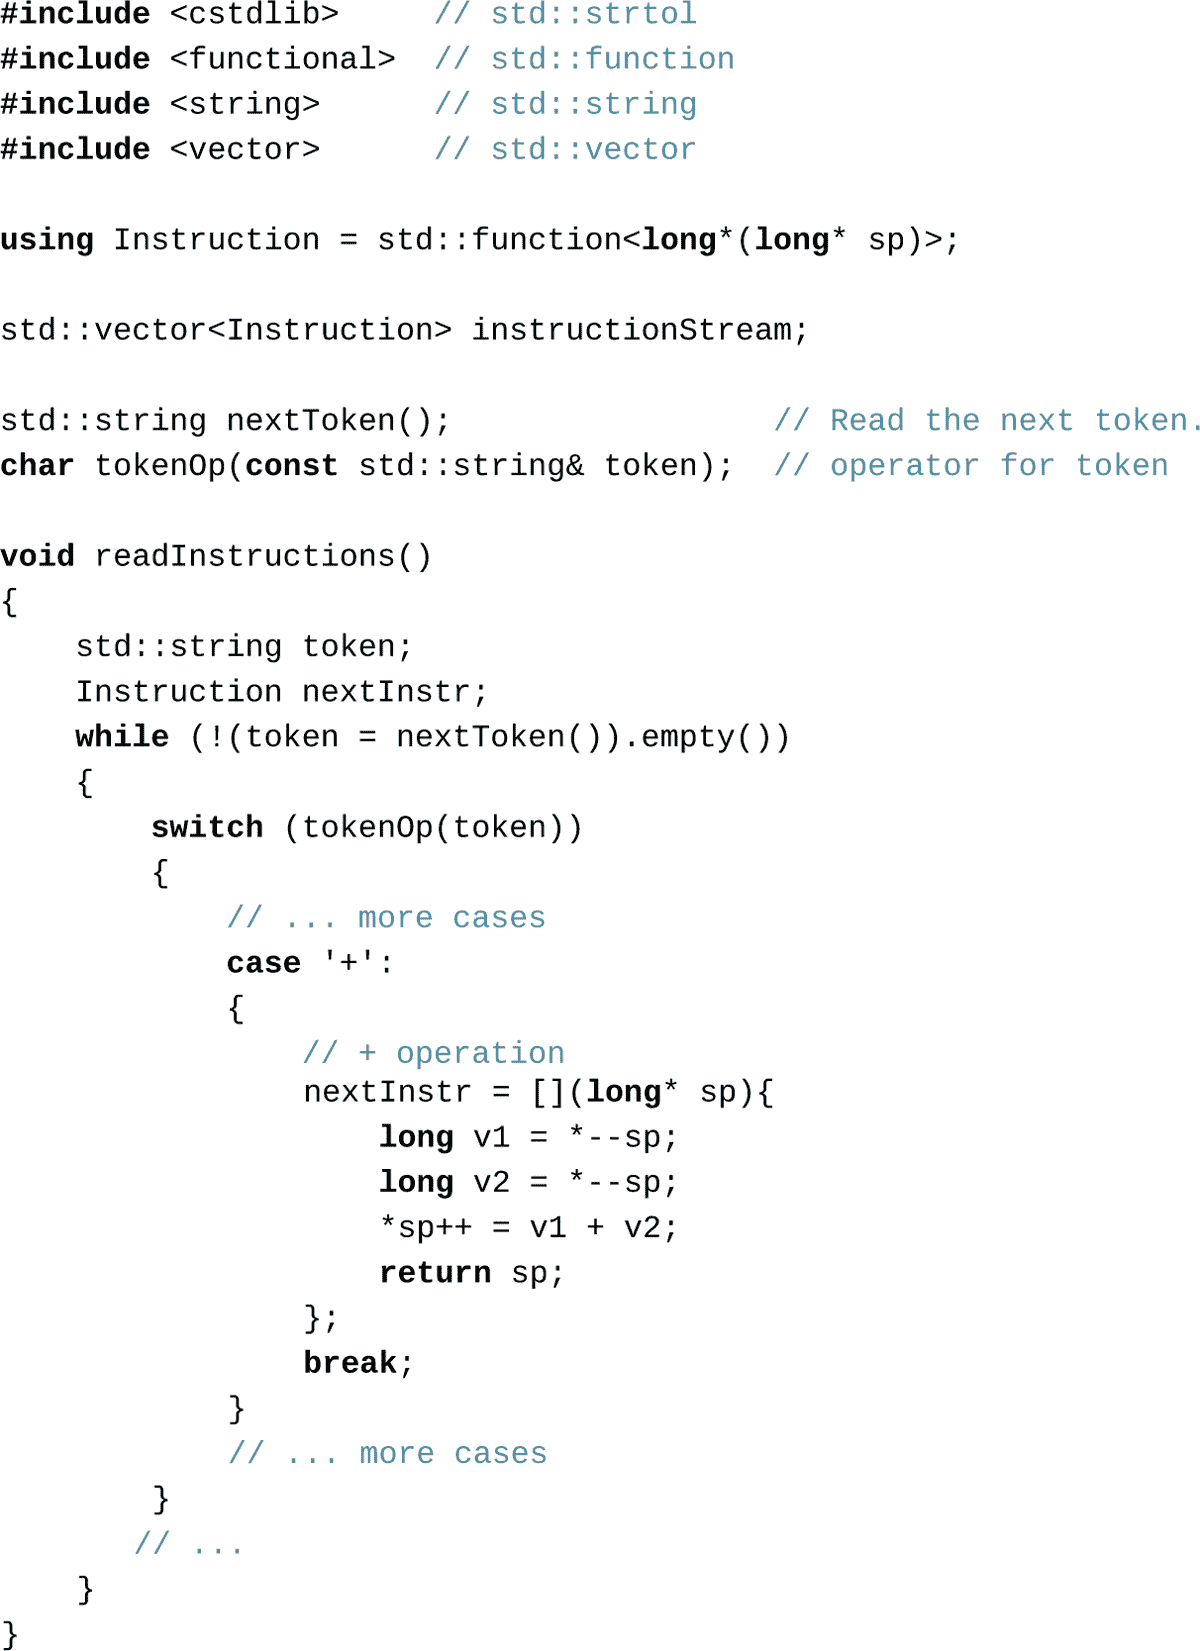 #include <cstdlib>     // std::strtol
#include <functional>  // std::function
#include <string>      // std::string
#include <vector>      // std::vector

using Instruction = std::function<long*(long* sp)>;

std::vector<Instruction> instructionStream;

std::string nextToken();                 // Read the next token.
char tokenOp(const std::string& token);  // operator for token

void readInstructions()
{
    std::string token;
    Instruction nextInstr;
    while (!(token = nextToken()).empty())
    {
        switch (tokenOp(token))
        {
            // ... more cases
            case '+':
            {
                // + operation
                nextInstr = [](long* sp){
                    long v1 = *--sp;
                    long v2 = *--sp;
                    *sp++ = v1 + v2;
                    return sp;
                };
                break;
            }
            // ... more cases
        }
       // ...
    }
}